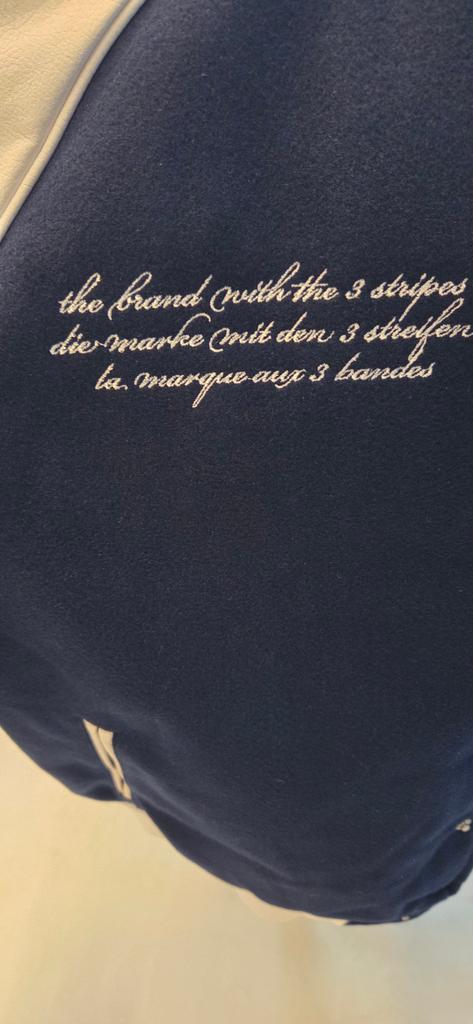 the brand with the 3 stripes
die marke mit den 3 streifen
la marque aux 3 bandes